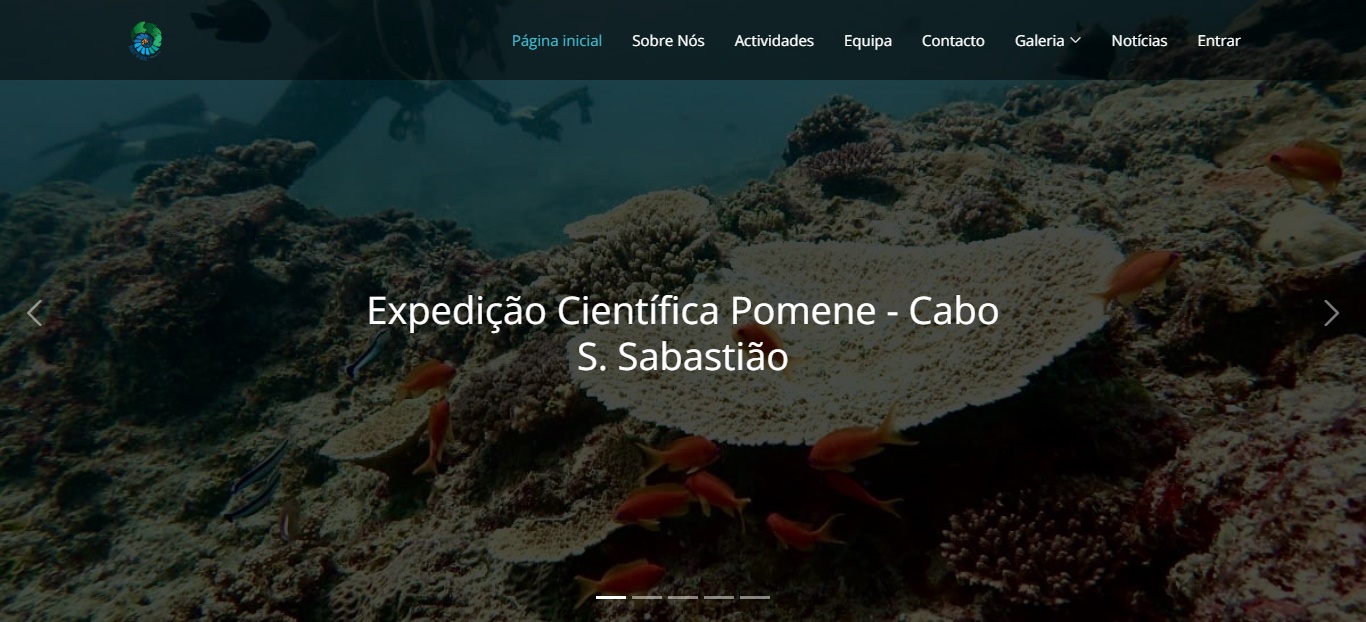 Página inicial Sobre Nós Actividades Equipa Contacto Galeria Notícias Entrar
Expedição Científica Pomene - Cabo
S. Sabastião